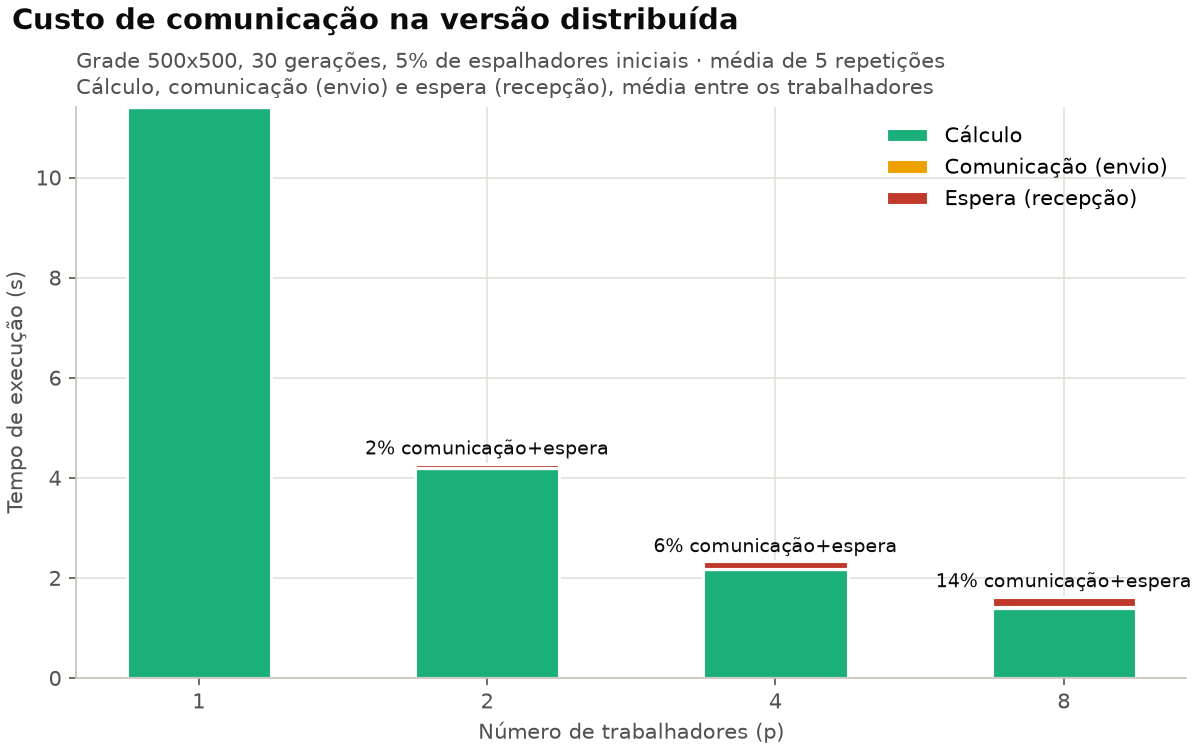 Custo de comunicação na versão distribuída
Grade 500x500, 30 gerações, 5% de espalhadores iniciais · média de 5 repetições
Cálculo, comunicação (envio) e espera (recepção), média entre os trabalhadores
Cálculo
Comunicação (envio)
Espera (recepção)
Tempo de execução (s)
10
8
6
4
2
0
2% comunicação+espera
6% comunicação+espera
14% comunicação+espera
1
2
4
8
Número de trabalhadores (p)